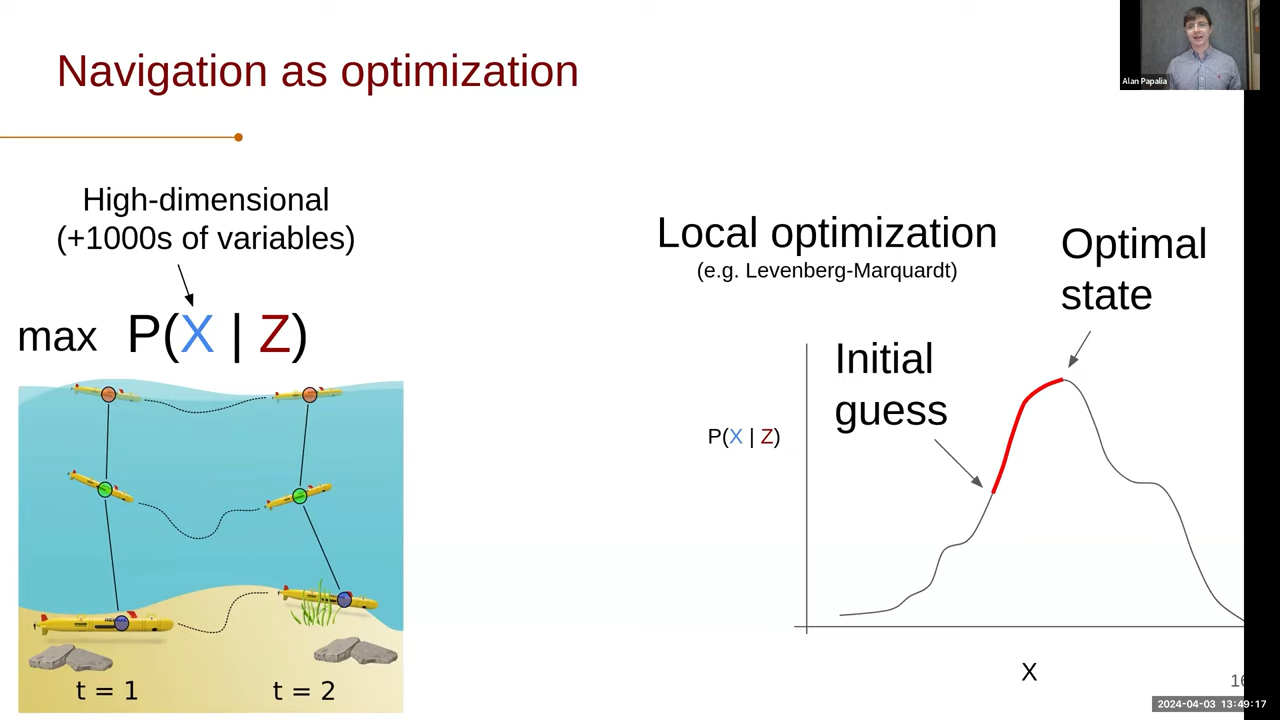 Navigation as optimization
Alan Papalia
High-dimensional
(+1000s of variables)
max P(X | Z)
t = 1
t = 2
Local optimization
(e.g. Levenberg-Marquardt)
Optimal
state
Initial
guess
P(X | Z)
X
2024-04-03 13:49:17